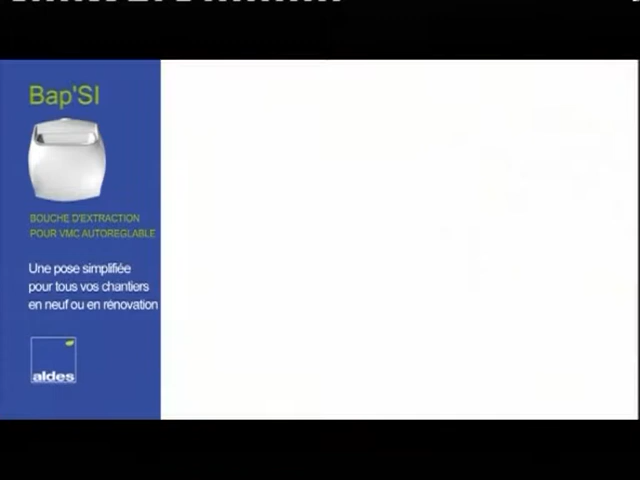 Bap'SI
BOUCHE D'EXTRACTION
POUR VMC AUTOREGLABLE
Une pose simplifiée
pour tous vos chantiers
en neuf ou en rénovation
aldes